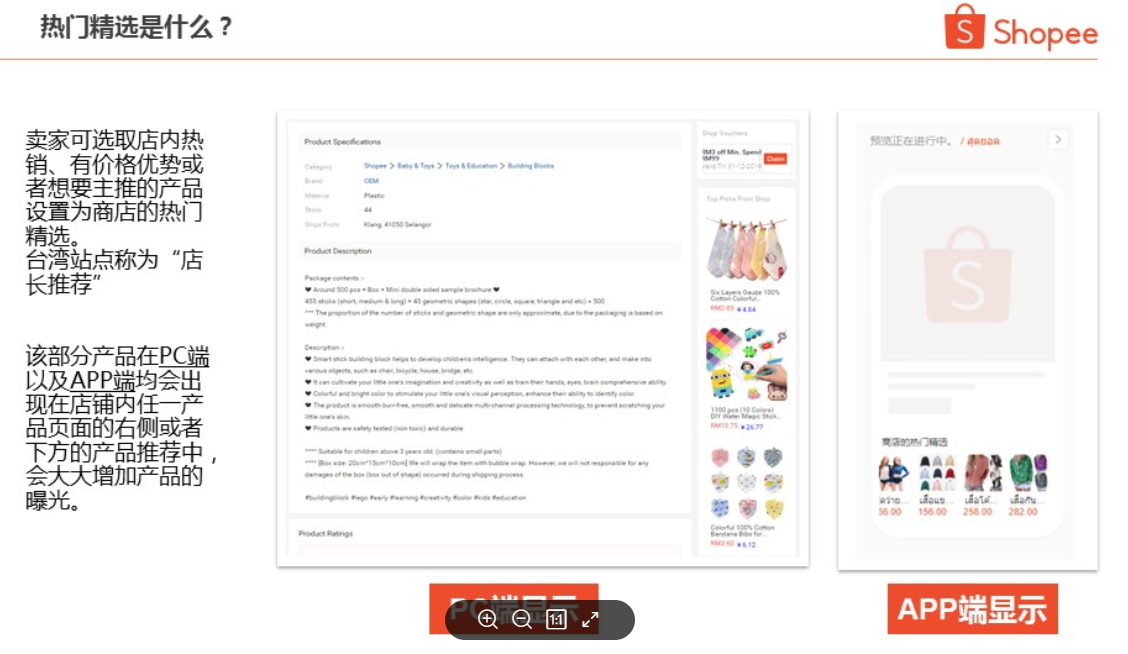 热门精选是什么？
Shopee
卖家可选取店内热
销、有价格优势或
者想要主推的产品
设置为商店的热门
精选。
台湾站点称为“店
长推荐”
该部分产品在PC端
以及APP端均会出
现在店铺内任一产
品页面的右侧或者
下方的产品推荐中，
会大大增加产品的
曝光。
Product Specifications
Category Shopee > Baby & Toys > Toys & Education > Building Blocks
Brand OEM
Material Plastic
Stock 44
Ships From Klang, 41050 Selangor
Product Description
Package contents :-
♥ Around 500 pcs + Box + Mini double sided sample brochure ♥
455 sticks (short, medium & long) + 45 geometric shapes (star, circle, square, triangle and etc) = 500
*** The proportion of the number of sticks and geometric shape are only approximate, due to the packaging is based on
weight.
Description :-
♥ Smart stick building block helps to develop children's intelligence. They can attach with each other, and make into
various objects, such as chair, bicycle, house, bridge, etc.
♥ It can cultivate your little one's imagination and creativity as well as train their hands, eyes, brain comprehensive ability.
♥ Colorful and bright color to stimulate your little one's visual perception, enhance their ability to identify color.
♥ The product is smooth burr-free, smooth and delicate multi-channel processing technology, to prevent scratching your
little one's skin.
♥ Products are safety tested (non toxic) and durable.
**** Suitable for children above 3 years old. (contains small parts)
**** [Box size: 20cm*15cm*10cm] We will wrap the item with bubble wrap. However, we will not responsible for any
damages of the box (box out of shape) occurred during shipping process.
#buildingblock #lego #early #learning #creativity #color #kids #education
Product Ratings
Shop Vouchers
RM3 off Min. Spend
RM99
Valid Till 31-12-2019
Claim
Top Picks From Shop
Six Layers Gauze 100%
Cotton Colorful...
RM2.85 ￥4.84
1100 pcs (10 Colors)
DIY Water Magic Stick...
RM15.75 ￥26.77
Colorful 100% Cotton
Bandana Bibs for...
RM3.60 ￥6.12
预览正在进行中。 / สุดยอด
商店的热门精选
เสื้อแข... เสื้อโค้... เสื้อกัน...
56.00 156.00 258.00 282.00
PC端显示
1:1
APP端显示